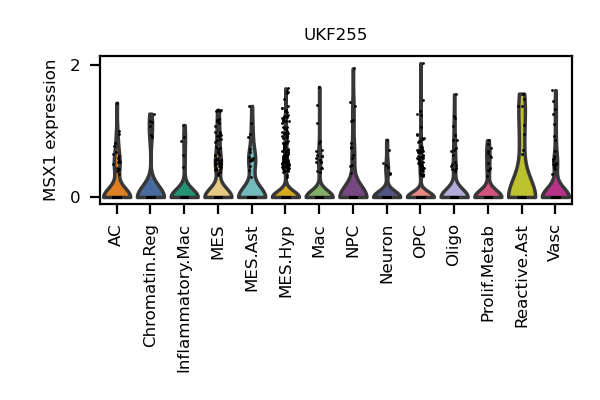 UKF255
MSX1 expression
2
0
AC
Chromatin.Reg
Inflammatory.Mac
MES
MES.Ast
MES.Hyp
Mac
NPC
Neuron
OPC
Oligo
Prolif.Metab
Reactive.Ast
Vasc